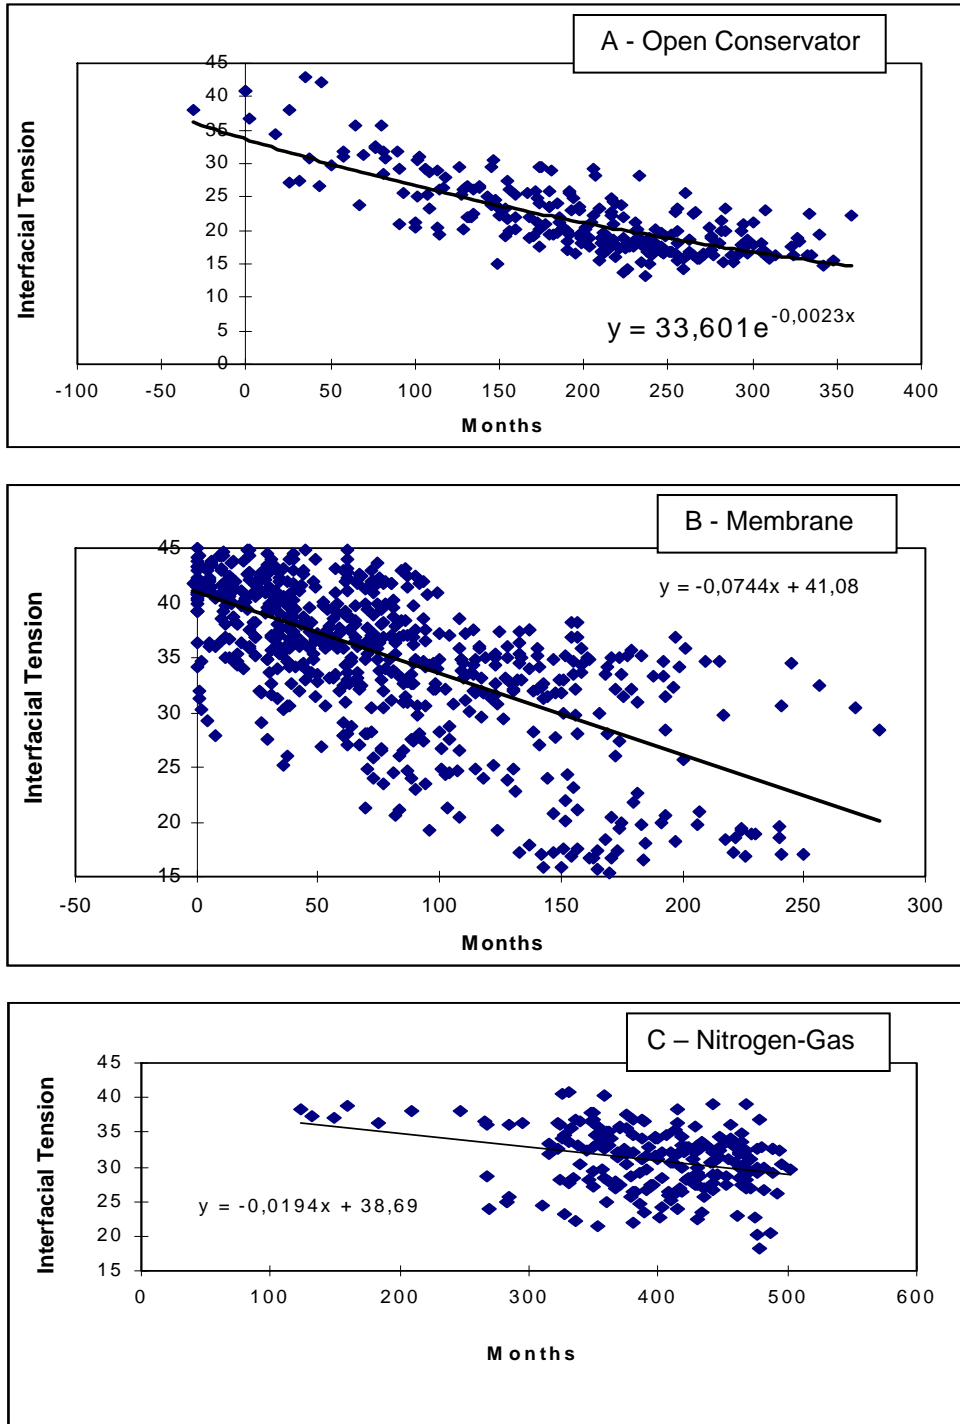 A - Open Conservator
Interfacial Tension
45
40
35
30
25
20
15
10
5
0
-100 -50 0 50 100 150 200 250 300 350 400
y = 33,601e-0,0023x
Months
B - Membrane
Interfacial Tension
45
40
35
30
25
20
15
y = -0,0744x + 41,08
-50 0 50 100 150 200 250 300
Months
C – Nitrogen-Gas
Interfacial Tension
45
40
35
30
25
20
15
y = -0,0194x + 38,69
0 100 200 300 400 500 600
Months